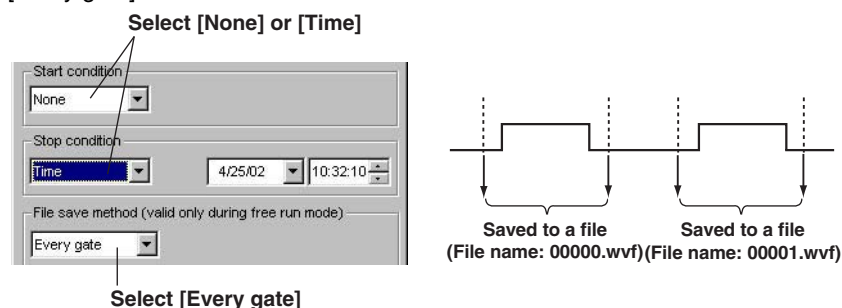 Select [None] or [Time]
Start condition
None
Stop condition
Time 4/25/02 10:32:10
File save method (valid only during free run mode)
Every gate
Select [Every gate]
Saved to a file
(File name: 00000.wvf)
Saved to a file
(File name: 00001.wvf)